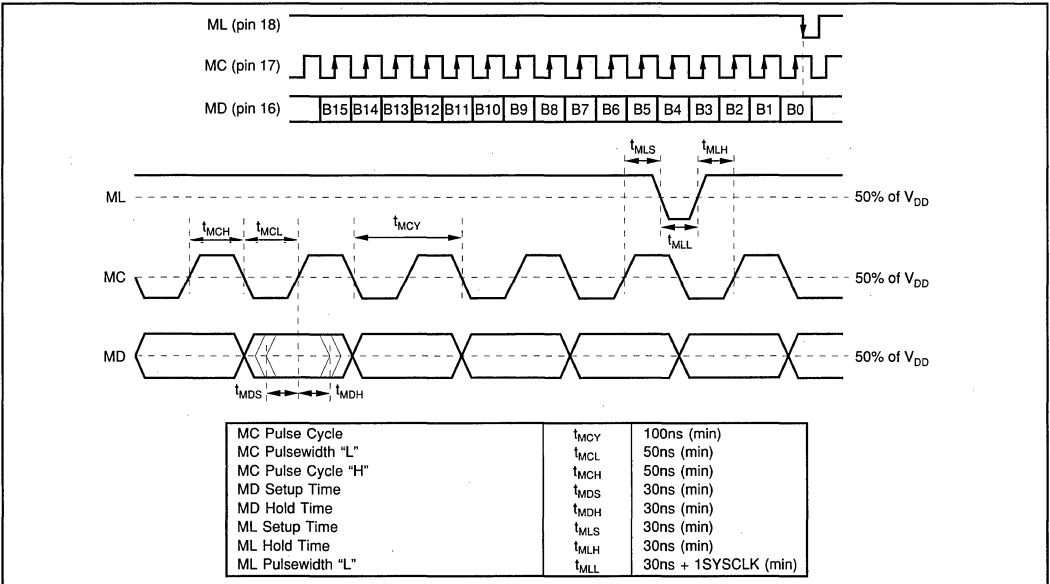 ML (pin 18)
MC (pin 17)
MD (pin 16) B15 B14 B13 B12 B11 B10 B9 B8 B7 B6 B5 B4 B3 B2 B1 B0
tMLS tMLH
ML 50% of VDD
tMCH tMCL tMCY tMLL
MC 50% of VDD
MD 50% of VDD
tMDS tMDH
MC Pulse Cycle tMCY 100ns (min)
MC Pulsewidth “L” tMCL 50ns (min)
MC Pulse Cycle “H” tMCH 50ns (min)
MD Setup Time tMDS 30ns (min)
MD Hold Time tMDH 30ns (min)
ML Setup Time tMLS 30ns (min)
ML Hold Time tMLH 30ns (min)
ML Pulsewidth “L” tMLL 30ns + 1SYSCLK (min)